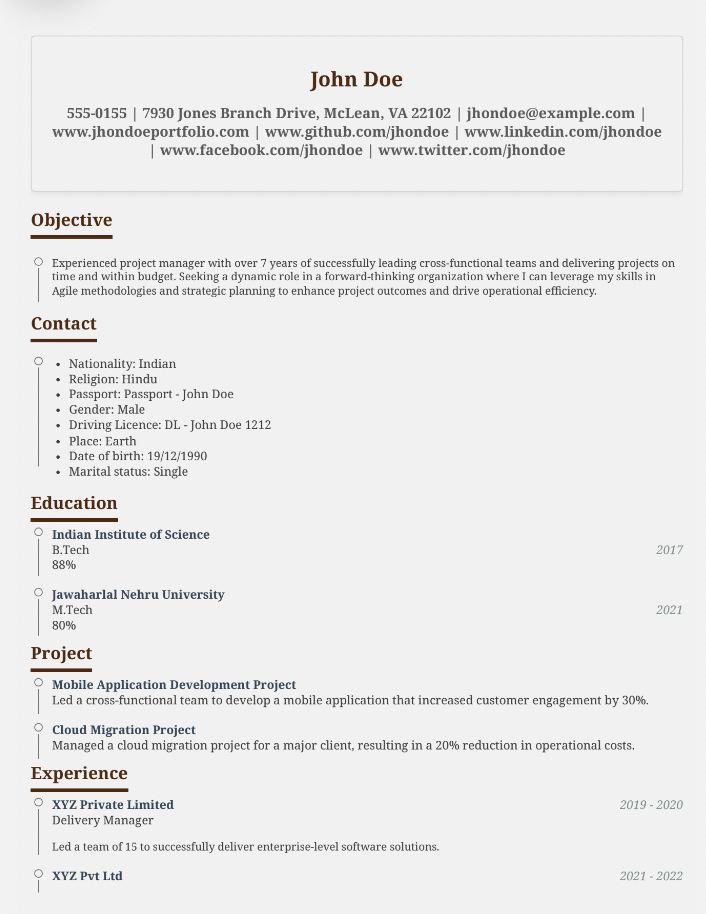 John Doe
555-0155 | 7930 Jones Branch Drive, McLean, VA 22102 | jhondoe@example.com |
www.jhondoeportfolio.com | www.github.com/jhondoe | www.linkedin.com/jhondoe
| www.facebook.com/jhondoe | www.twitter.com/jhondoe
Objective
Experienced project manager with over 7 years of successfully leading cross-functional teams and delivering projects on
time and within budget. Seeking a dynamic role in a forward-thinking organization where I can leverage my skills in
Agile methodologies and strategic planning to enhance project outcomes and drive operational efficiency.
Contact
• Nationality: Indian
• Religion: Hindu
• Passport: Passport - John Doe
• Gender: Male
• Driving Licence: DL - John Doe 1212
• Place: Earth
• Date of birth: 19/12/1990
• Marital status: Single
Education
Indian Institute of Science
B.Tech 2017
88%
Jawaharlal Nehru University
M.Tech 2021
80%
Project
Mobile Application Development Project
Led a cross-functional team to develop a mobile application that increased customer engagement by 30%.
Cloud Migration Project
Managed a cloud migration project for a major client, resulting in a 20% reduction in operational costs.
Experience
XYZ Private Limited 2019 - 2020
Delivery Manager
Led a team of 15 to successfully deliver enterprise-level software solutions.
XYZ Pvt Ltd 2021 - 2022